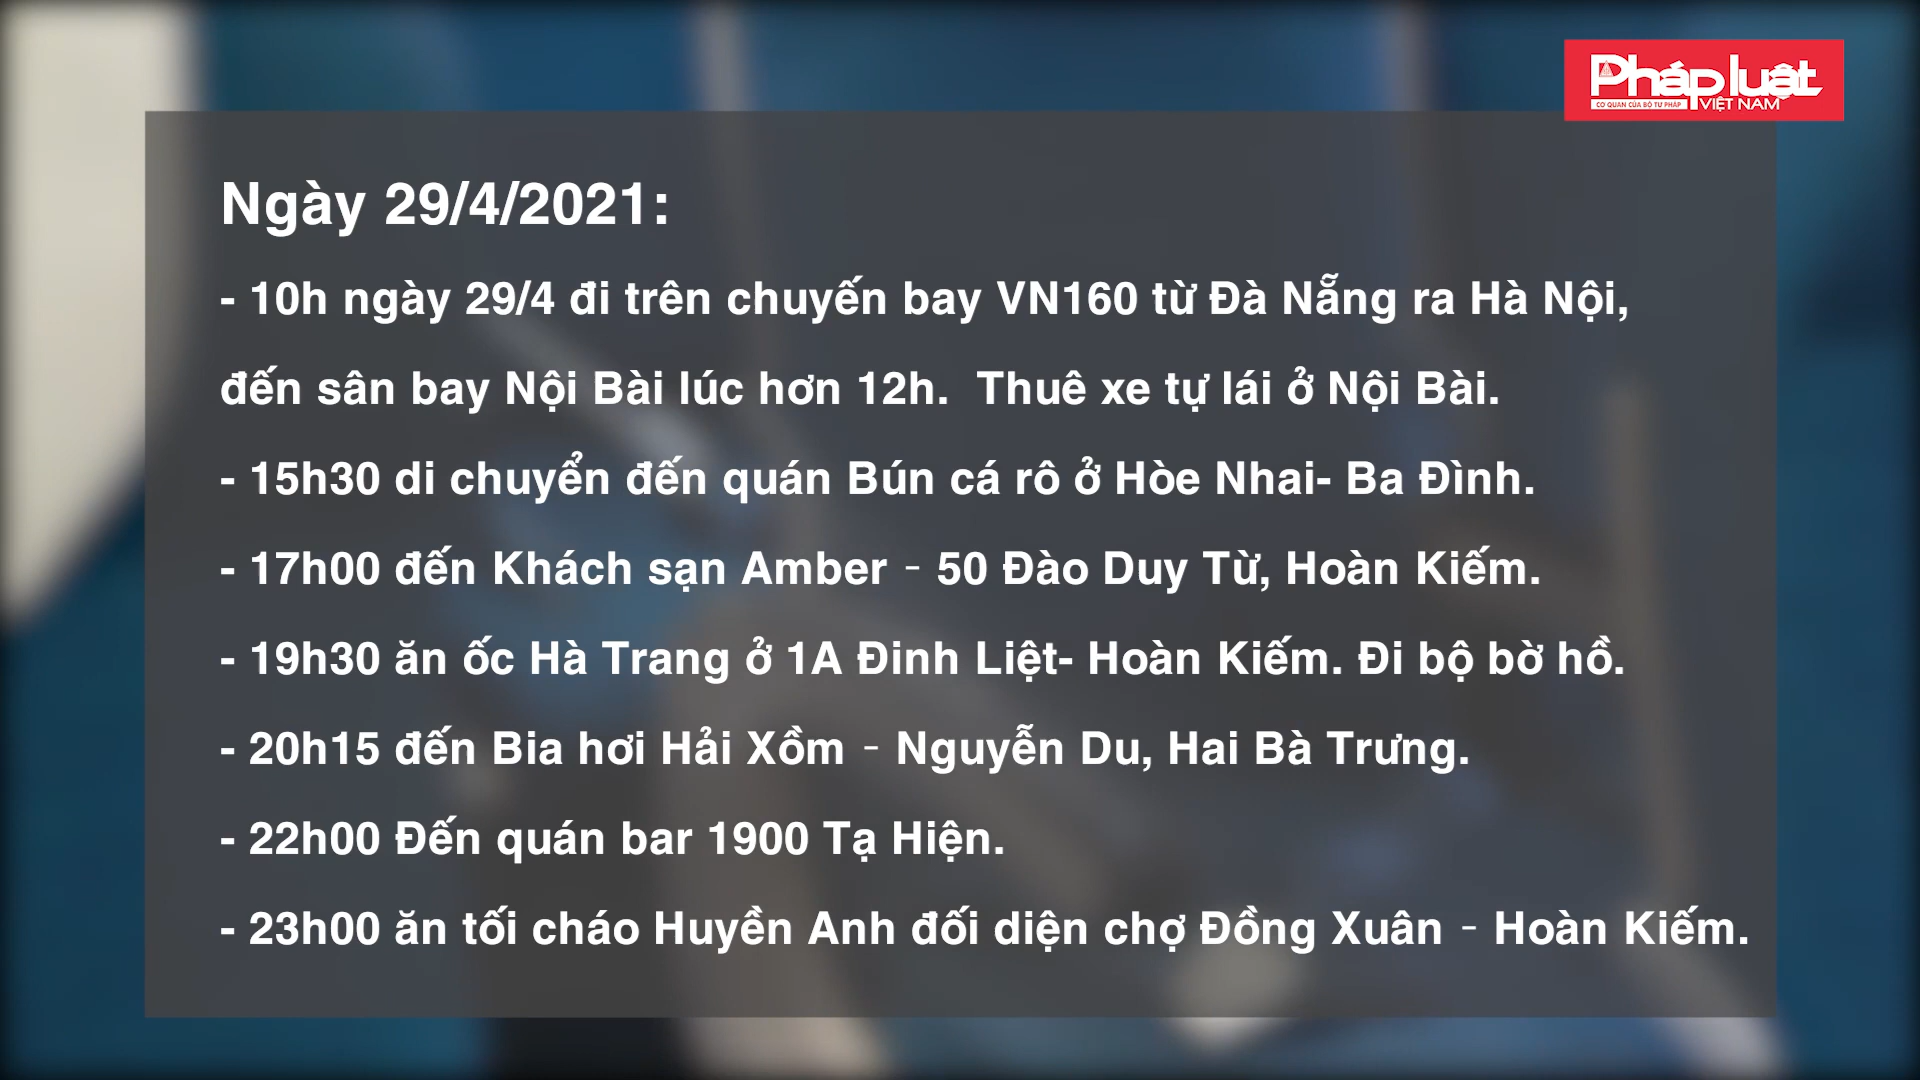 Pháp luật
CƠ QUAN CỦA BỘ TƯ PHÁP
VIỆT NAM
Ngày 29/4/2021:
- 10h ngày 29/4 đi trên chuyến bay VN160 từ Đà Nẵng ra Hà Nội,
đến sân bay Nội Bài lúc hơn 12h. Thuê xe tự lái ở Nội Bài.
- 15h30 di chuyển đến quán Bún cá rô ở Hòe Nhai- Ba Đình.
- 17h00 đến Khách sạn Amber - 50 Đào Duy Từ, Hoàn Kiếm.
- 19h30 ăn ốc Hà Trang ở 1A Đinh Liệt- Hoàn Kiếm. Đi bộ bờ hồ.
- 20h15 đến Bia hơi Hải Xồm - Nguyễn Du, Hai Bà Trưng.
- 22h00 Đến quán bar 1900 Tạ Hiện.
- 23h00 ăn tối cháo Huyền Anh đối diện chợ Đồng Xuân - Hoàn Kiếm.